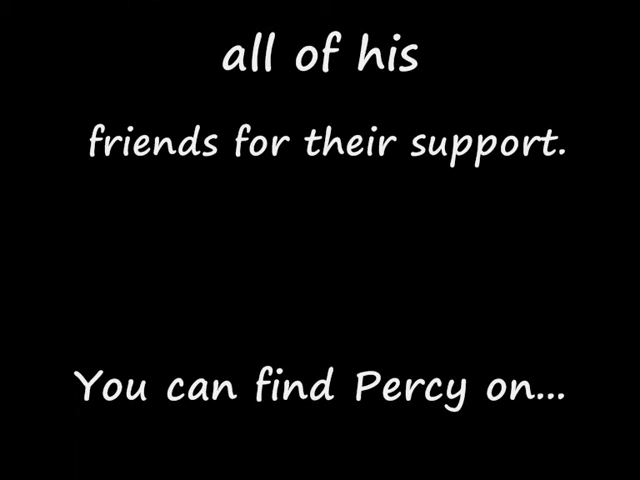 all of his
friends for their support.
You can find Percy on...